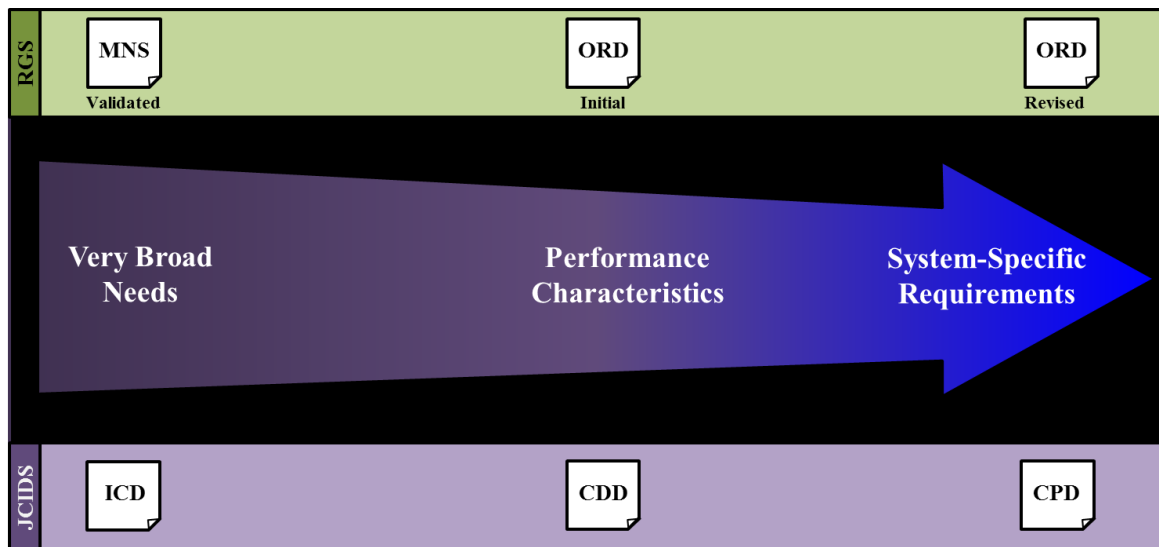 RGS
MNS
Validated
ORD
Initial
ORD
Revised
Very Broad
Needs
Performance
Characteristics
System-Specific
Requirements
JCIDS
ICD
CDD
CPD